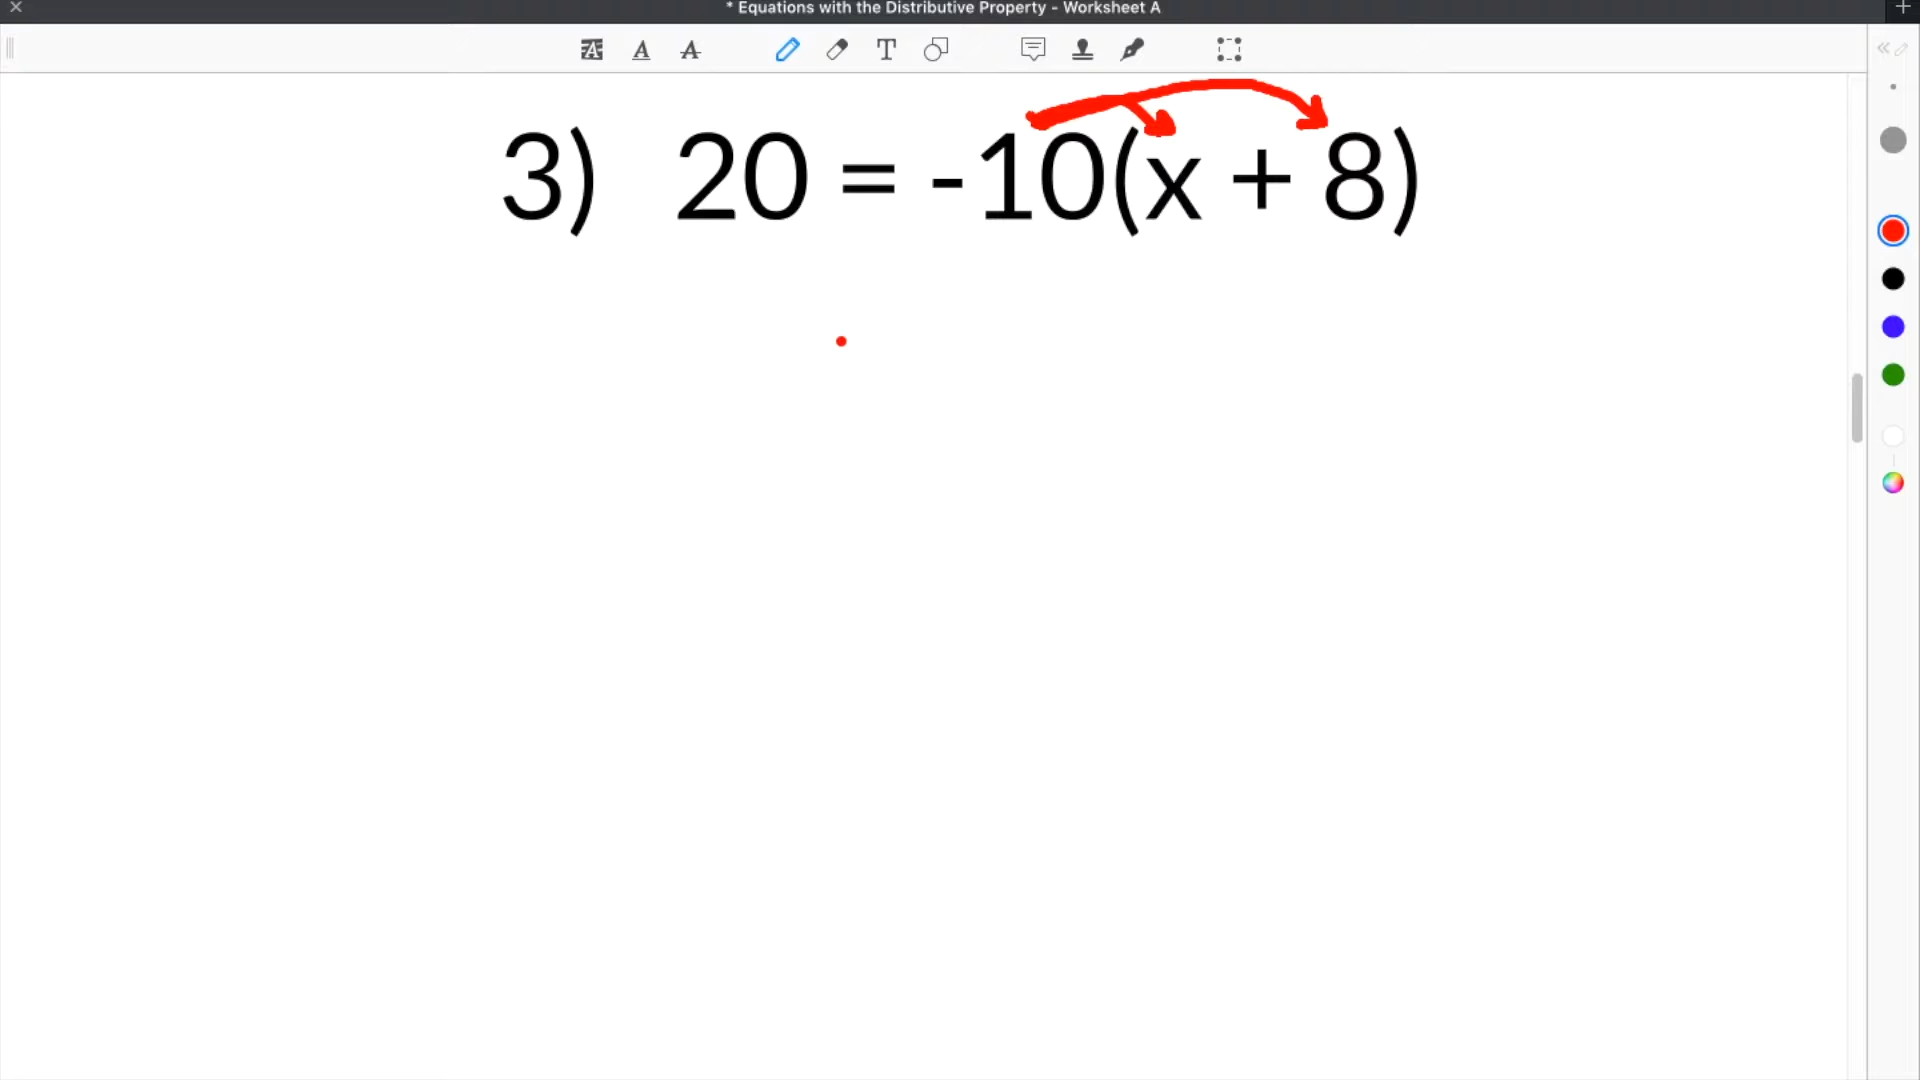 * Equations with the Distributive Property - Worksheet A
3) 20 = -10(x + 8)